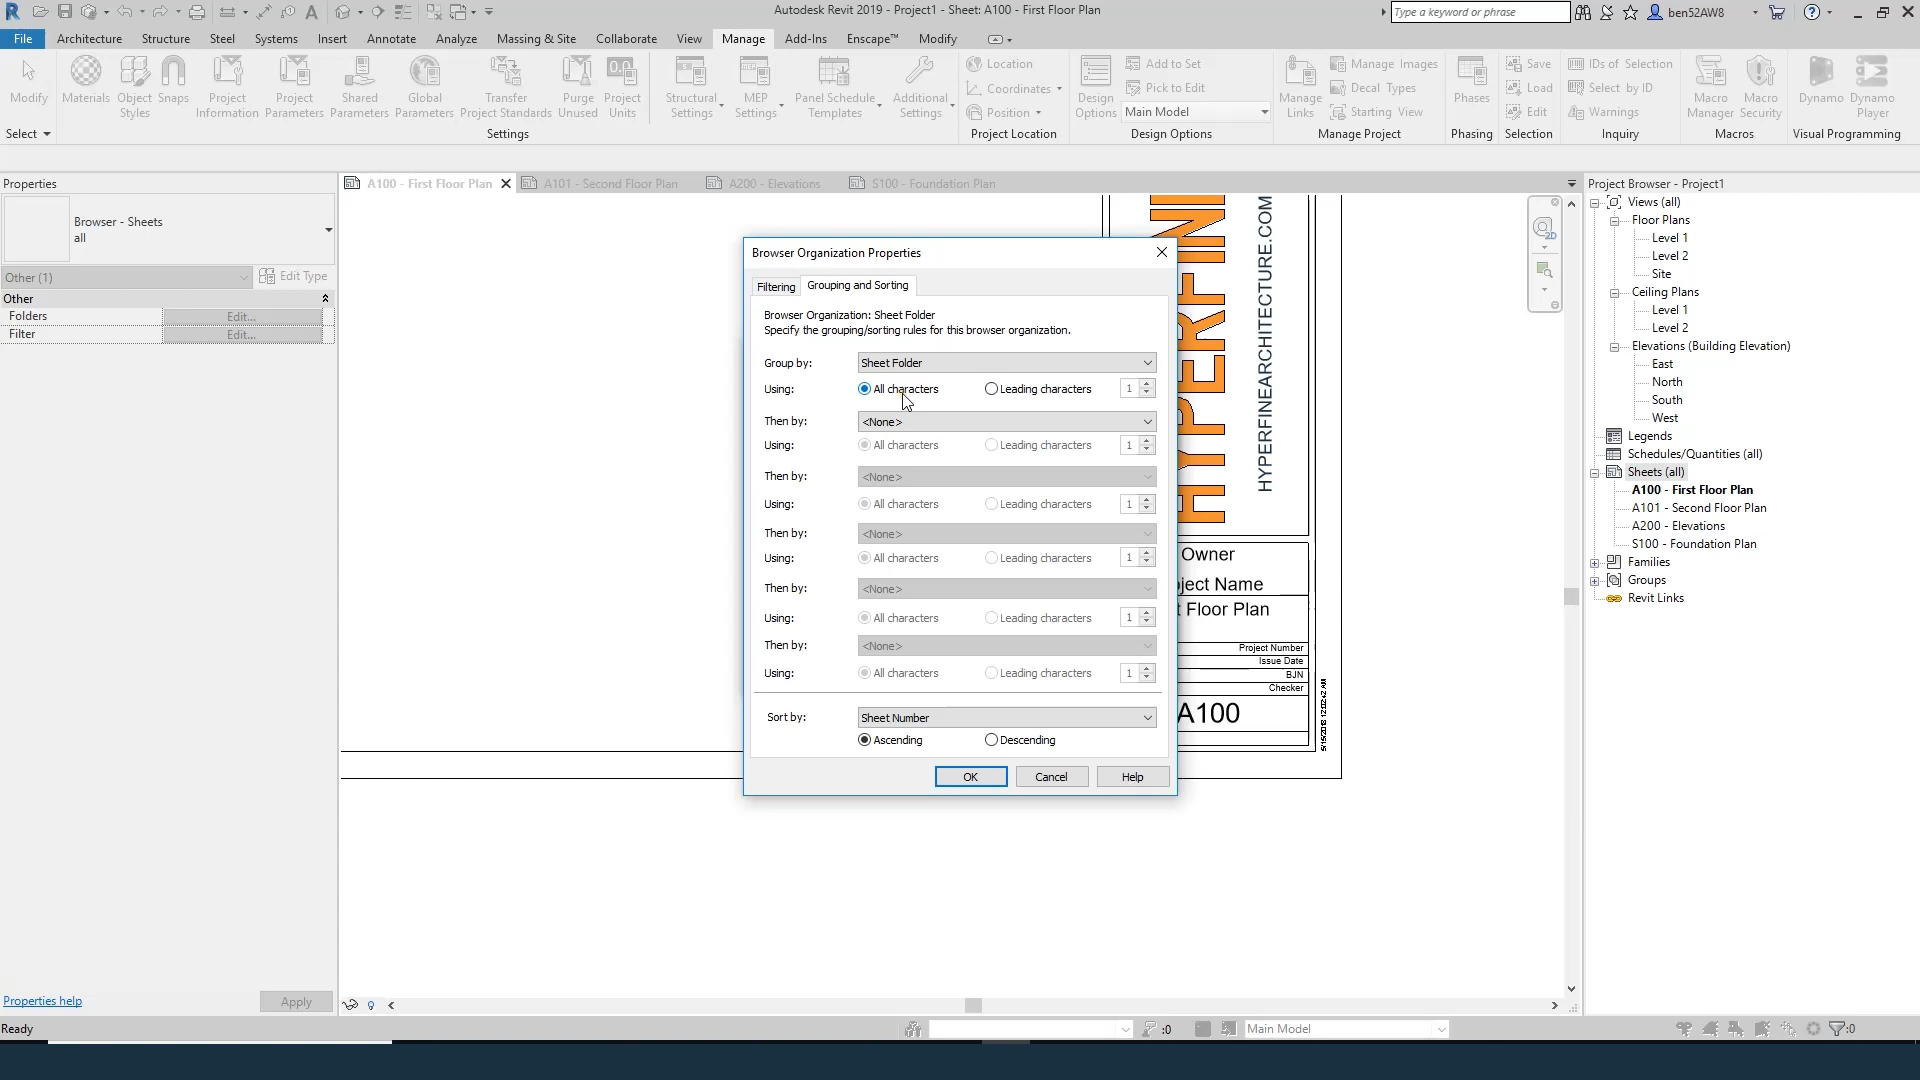 Autodesk Revit 2019 - Project1 - Sheet: A100 - First Floor Plan
Type a keyword or phrase
ben52AW8
File Architecture Structure Steel Systems Insert Annotate Analyze Massing & Site Collaborate View Manage Add-Ins Enscape™ Modify
Modify
Materials
Object Styles
Snaps
Project Information
Project Parameters
Shared Parameters
Global Parameters
Transfer Project Standards
Purge Unused
Project Units
Structural Settings
MEP Settings
Panel Schedule Templates
Additional Settings
Location
Coordinates
Position
Design Options
Add to Set
Pick to Edit
Main Model
Manage Links
Manage Images
Decal Types
Starting View
Phases
Save
Load
Edit
IDs of Selection
Select by ID
Warnings
Macro Manager
Macro Security
Dynamo
Dynamo Player
Select
Settings
Project Location
Design Options
Manage Project
Phasing
Selection
Inquiry
Macros
Visual Programming
Properties
Browser - Sheets
all
Other (1)
Edit Type
Other
Folders Edit...
Filter Edit...
Properties help
Apply
A100 - First Floor Plan
A101 - Second Floor Plan
A200 - Elevations
S100 - Foundation Plan
Browser Organization Properties
Filtering
Grouping and Sorting
Browser Organization: Sheet Folder
Specify the grouping/sorting rules for this browser organization.
Group by: Sheet Folder
Using: All characters Leading characters 1
Then by: <None>
Using: All characters Leading characters 1
Then by: <None>
Using: All characters Leading characters 1
Then by: <None>
Using: All characters Leading characters 1
Then by: <None>
Using: All characters Leading characters 1
Then by: <None>
Using: All characters Leading characters 1
Sort by: Sheet Number
Ascending Descending
OK Cancel Help
HYPERFINE
HYPERFINEARCHITECTURE.COM
Owner
ject Name
t Floor Plan
Project Number
Issue Date
BJN
Checker
A100
2D
Project Browser - Project1
Views (all)
Floor Plans
Level 1
Level 2
Site
Ceiling Plans
Level 1
Level 2
Elevations (Building Elevation)
East
North
South
West
Legends
Schedules/Quantities (all)
Sheets (all)
A100 - First Floor Plan
A101 - Second Floor Plan
A200 - Elevations
S100 - Foundation Plan
Families
Groups
Revit Links
Ready
:0
Main Model
:0